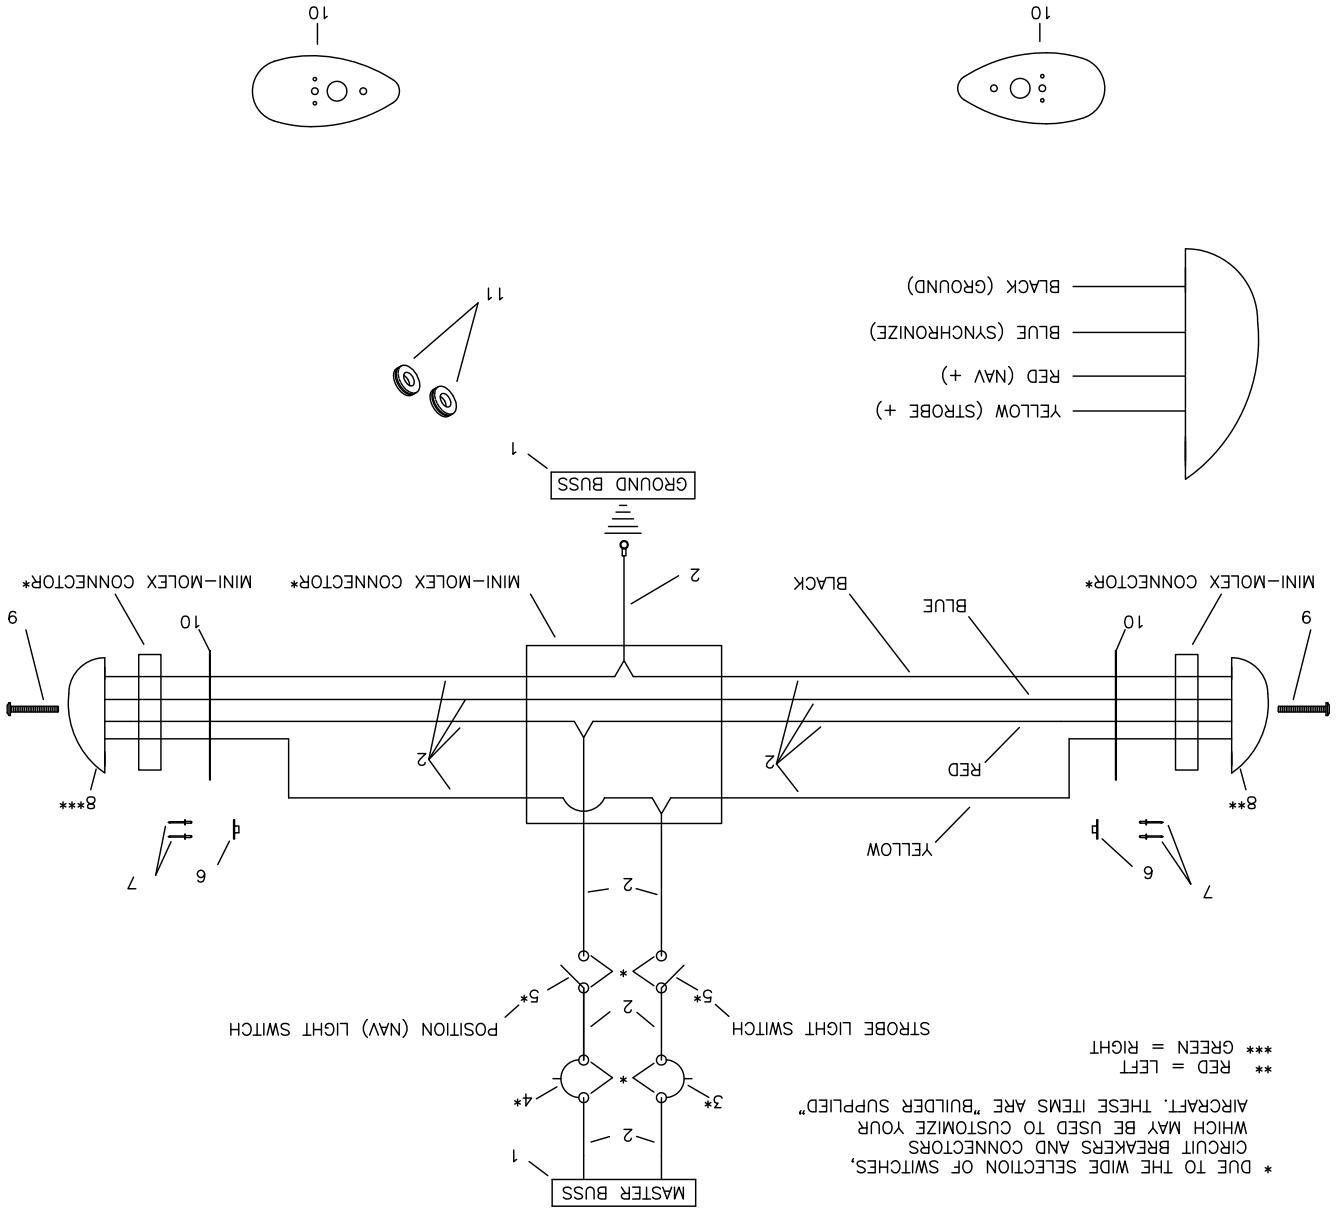 * DUE TO THE WIDE SELECTION OF SWITCHES,
CIRCUIT BREAKERS AND CONNECTORS
WHICH MAY BE USED TO CUSTOMIZE YOUR
AIRCRAFT. THESE ITEMS ARE "BUILDER SUPPLIED"
** RED = LEFT
*** GREEN = RIGHT
MASTER BUSS
1
2
3*
4*
*
2
STROBE LIGHT SWITCH
5*
5*
POSITION (NAV) LIGHT SWITCH
*
2
7
6
6
7
YELLOW
8**
8***
RED
2
2
9
10
10
9
BLUE
MINI-MOLEX CONNECTOR*
BLACK
2
MINI-MOLEX CONNECTOR*
MINI-MOLEX CONNECTOR*
GROUND BUSS
1
YELLOW (STROBE +)
RED (NAV +)
BLUE (SYNCHRONIZE)
BLACK (GROUND)
11
10
10